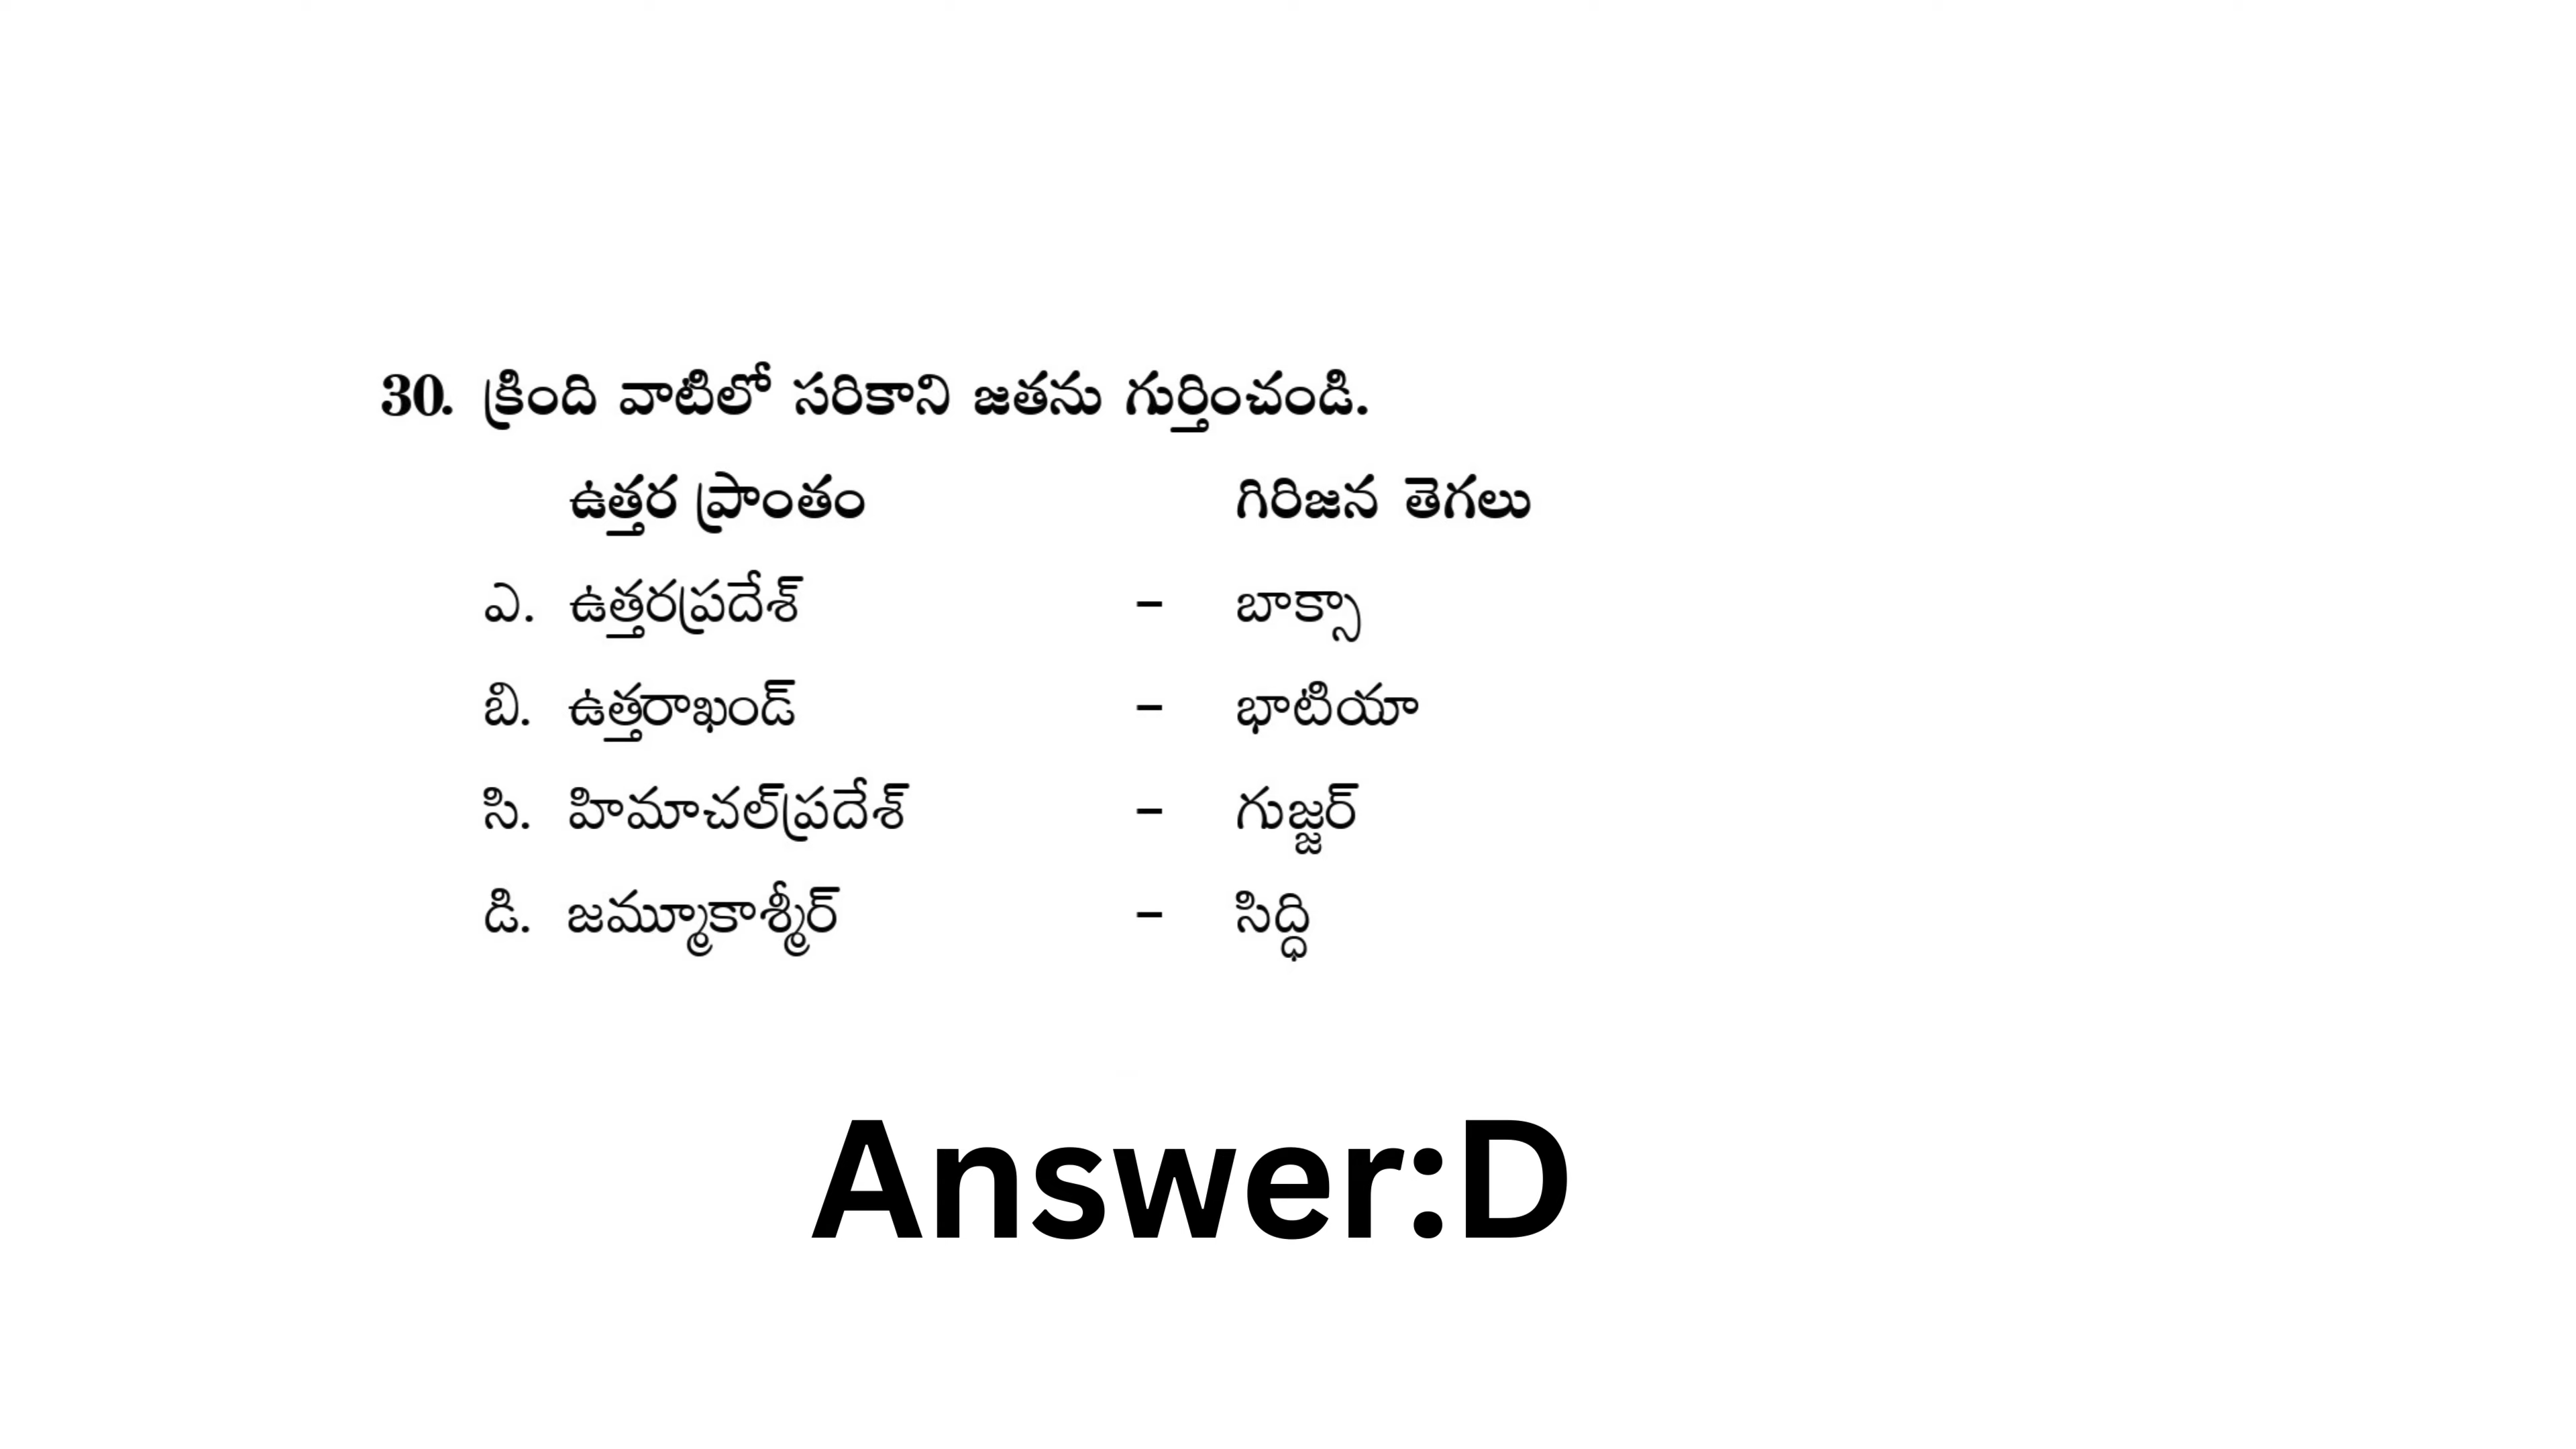 30. క్రింది వాటిలో సరికాని జతను గుర్తించండి.
ఉత్తర ప్రాంతం గిరిజన తెగలు
ఎ. ఉత్తరప్రదేశ్ – బాక్సా
బి. ఉత్తరాఖండ్ – భాటియా
సి. హిమాచల్‌ప్రదేశ్ – గుజ్జర్
డి. జమ్మూకాశ్మీర్ – సిద్ధి
Answer:D